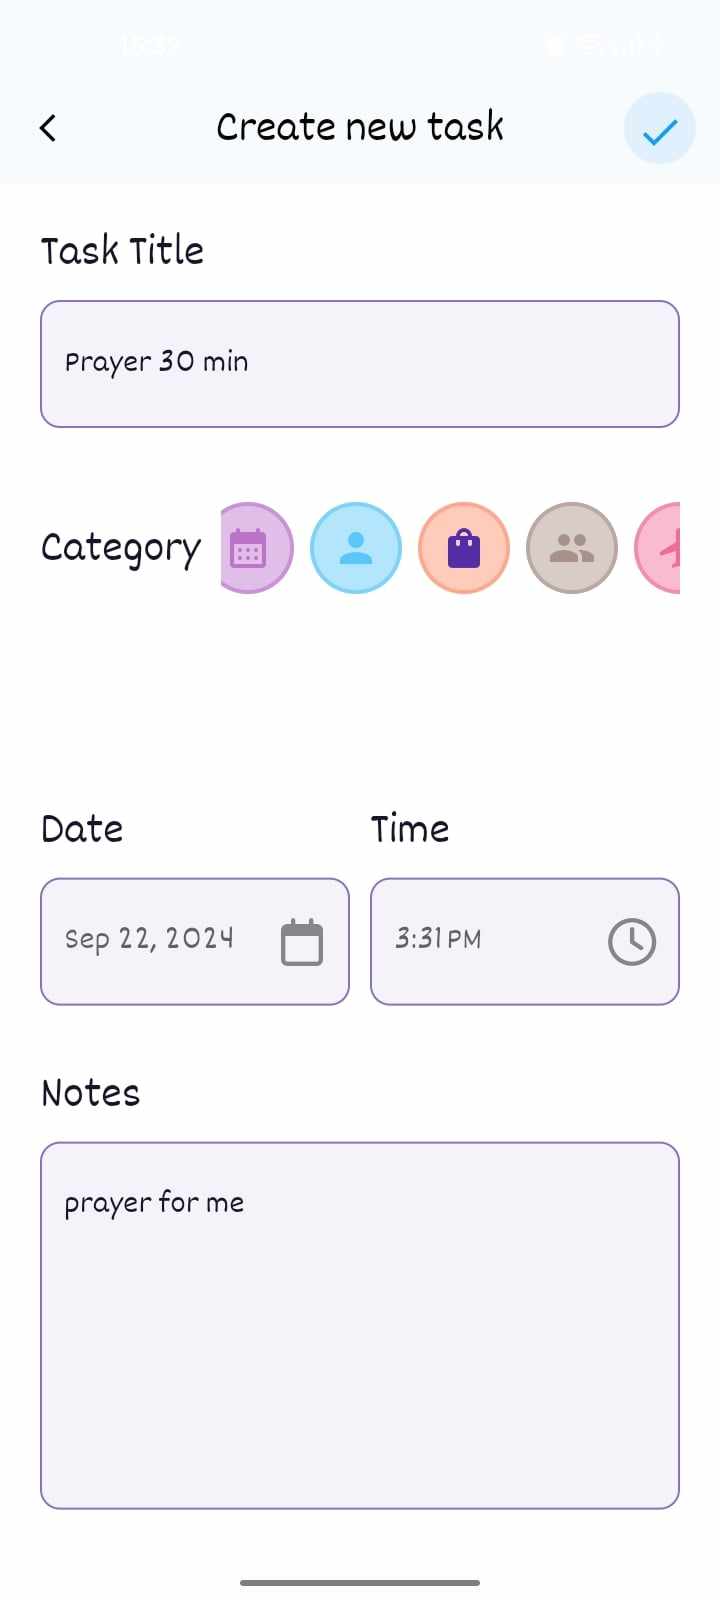 Create new task
Task Title
Prayer 30 min
Category
Date
Time
Sep 22, 2024
3:31 PM
Notes
prayer for me